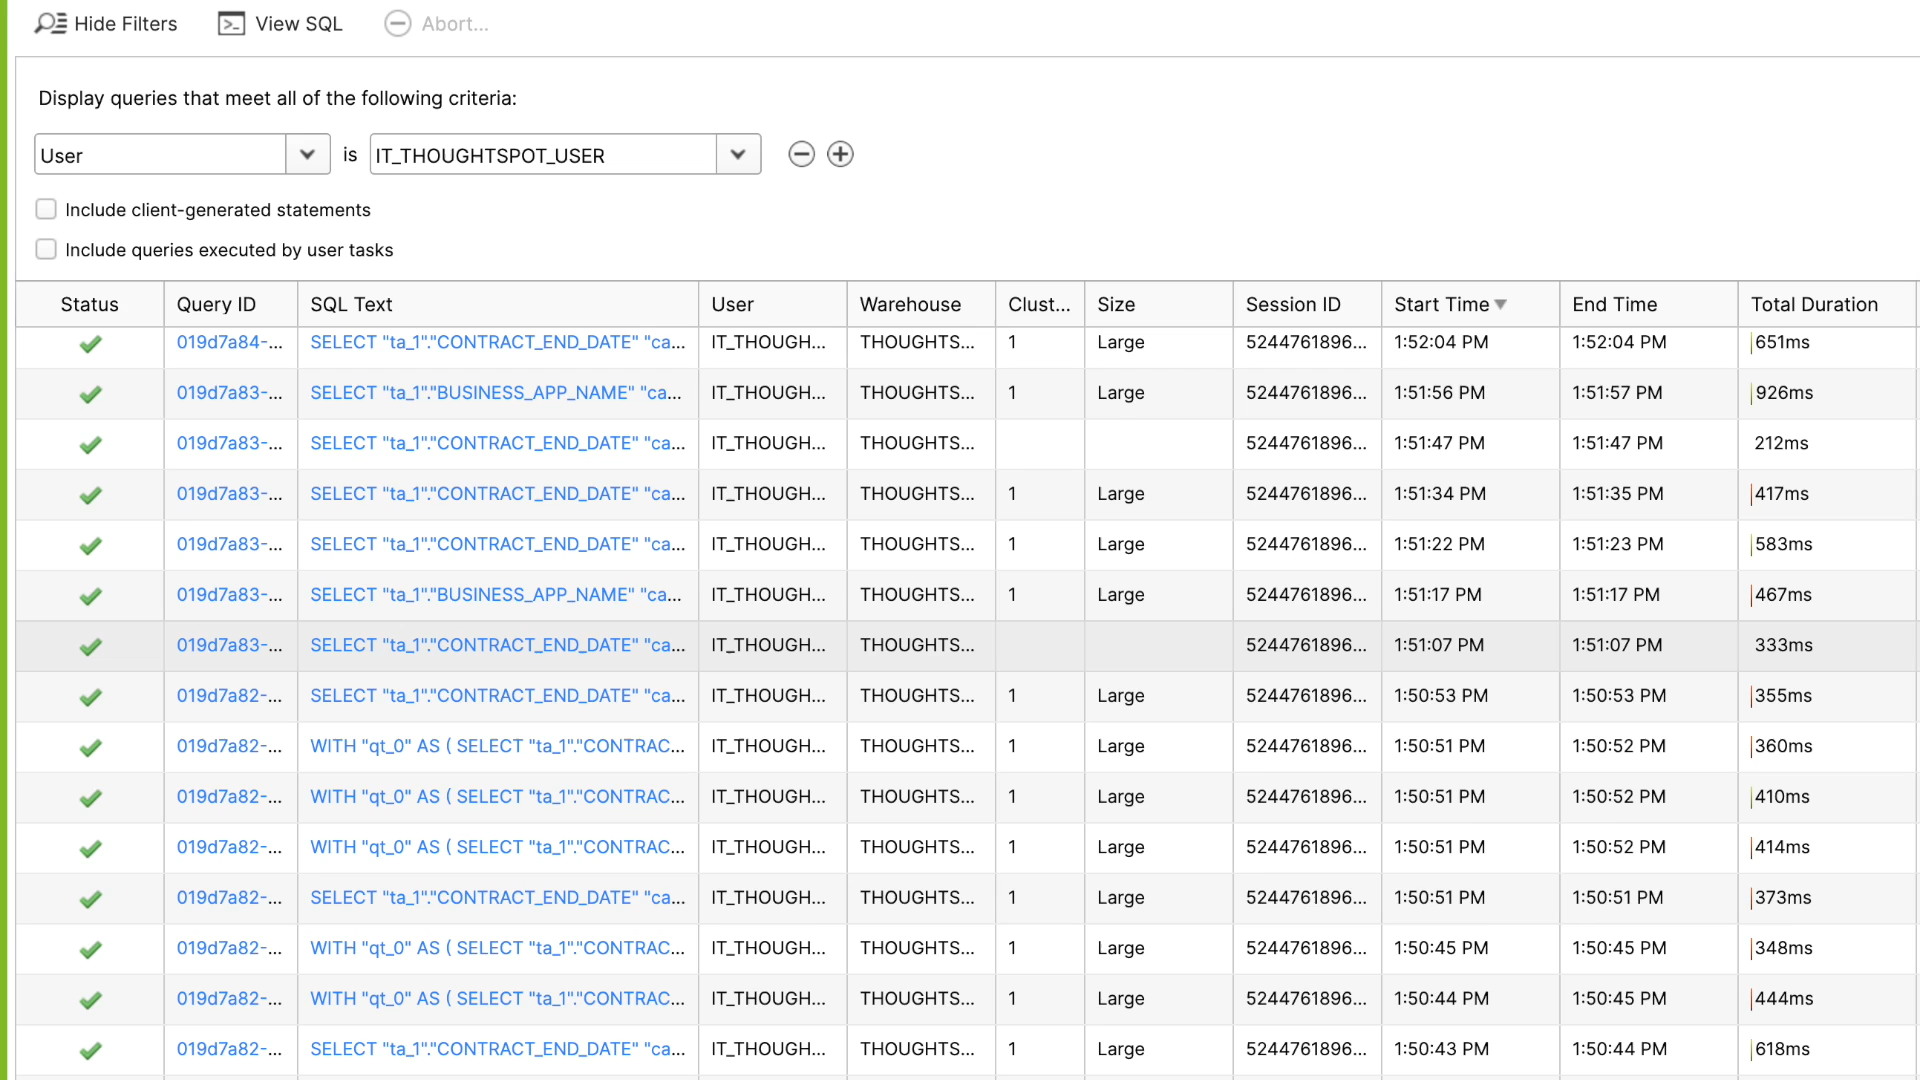 Hide Filters View SQL Abort...
Display queries that meet all of the following criteria:
User is IT_THOUGHTSPOT_USER
Include client-generated statements
Include queries executed by user tasks
Status Query ID SQL Text User Warehouse Clust... Size Session ID Start Time End Time Total Duration
019d7a84-... SELECT "ta_1"."CONTRACT_END_DATE" "ca... IT_THOUGH... THOUGHTS... 1 Large 5244761896... 1:52:04 PM 1:52:04 PM 651ms
019d7a83-... SELECT "ta_1"."BUSINESS_APP_NAME" "ca... IT_THOUGH... THOUGHTS... 1 Large 5244761896... 1:51:56 PM 1:51:57 PM 926ms
019d7a83-... SELECT "ta_1"."CONTRACT_END_DATE" "ca... IT_THOUGH... THOUGHTS... 5244761896... 1:51:47 PM 1:51:47 PM 212ms
019d7a83-... SELECT "ta_1"."CONTRACT_END_DATE" "ca... IT_THOUGH... THOUGHTS... 1 Large 5244761896... 1:51:34 PM 1:51:35 PM 417ms
019d7a83-... SELECT "ta_1"."CONTRACT_END_DATE" "ca... IT_THOUGH... THOUGHTS... 1 Large 5244761896... 1:51:22 PM 1:51:23 PM 583ms
019d7a83-... SELECT "ta_1"."BUSINESS_APP_NAME" "ca... IT_THOUGH... THOUGHTS... 1 Large 5244761896... 1:51:17 PM 1:51:17 PM 467ms
019d7a83-... SELECT "ta_1"."CONTRACT_END_DATE" "ca... IT_THOUGH... THOUGHTS... 5244761896... 1:51:07 PM 1:51:07 PM 333ms
019d7a82-... SELECT "ta_1"."CONTRACT_END_DATE" "ca... IT_THOUGH... THOUGHTS... 1 Large 5244761896... 1:50:53 PM 1:50:53 PM 355ms
019d7a82-... WITH "qt_0" AS ( SELECT "ta_1"."CONTRAC... IT_THOUGH... THOUGHTS... 1 Large 5244761896... 1:50:51 PM 1:50:52 PM 360ms
019d7a82-... WITH "qt_0" AS ( SELECT "ta_1"."CONTRAC... IT_THOUGH... THOUGHTS... 1 Large 5244761896... 1:50:51 PM 1:50:52 PM 410ms
019d7a82-... WITH "qt_0" AS ( SELECT "ta_1"."CONTRAC... IT_THOUGH... THOUGHTS... 1 Large 5244761896... 1:50:51 PM 1:50:52 PM 414ms
019d7a82-... SELECT "ta_1"."CONTRACT_END_DATE" "ca... IT_THOUGH... THOUGHTS... 1 Large 5244761896... 1:50:51 PM 1:50:51 PM 373ms
019d7a82-... WITH "qt_0" AS ( SELECT "ta_1"."CONTRAC... IT_THOUGH... THOUGHTS... 1 Large 5244761896... 1:50:45 PM 1:50:45 PM 348ms
019d7a82-... WITH "qt_0" AS ( SELECT "ta_1"."CONTRAC... IT_THOUGH... THOUGHTS... 1 Large 5244761896... 1:50:44 PM 1:50:45 PM 444ms
019d7a82-... SELECT "ta_1"."CONTRACT_END_DATE" "ca... IT_THOUGH... THOUGHTS... 1 Large 5244761896... 1:50:43 PM 1:50:44 PM 618ms